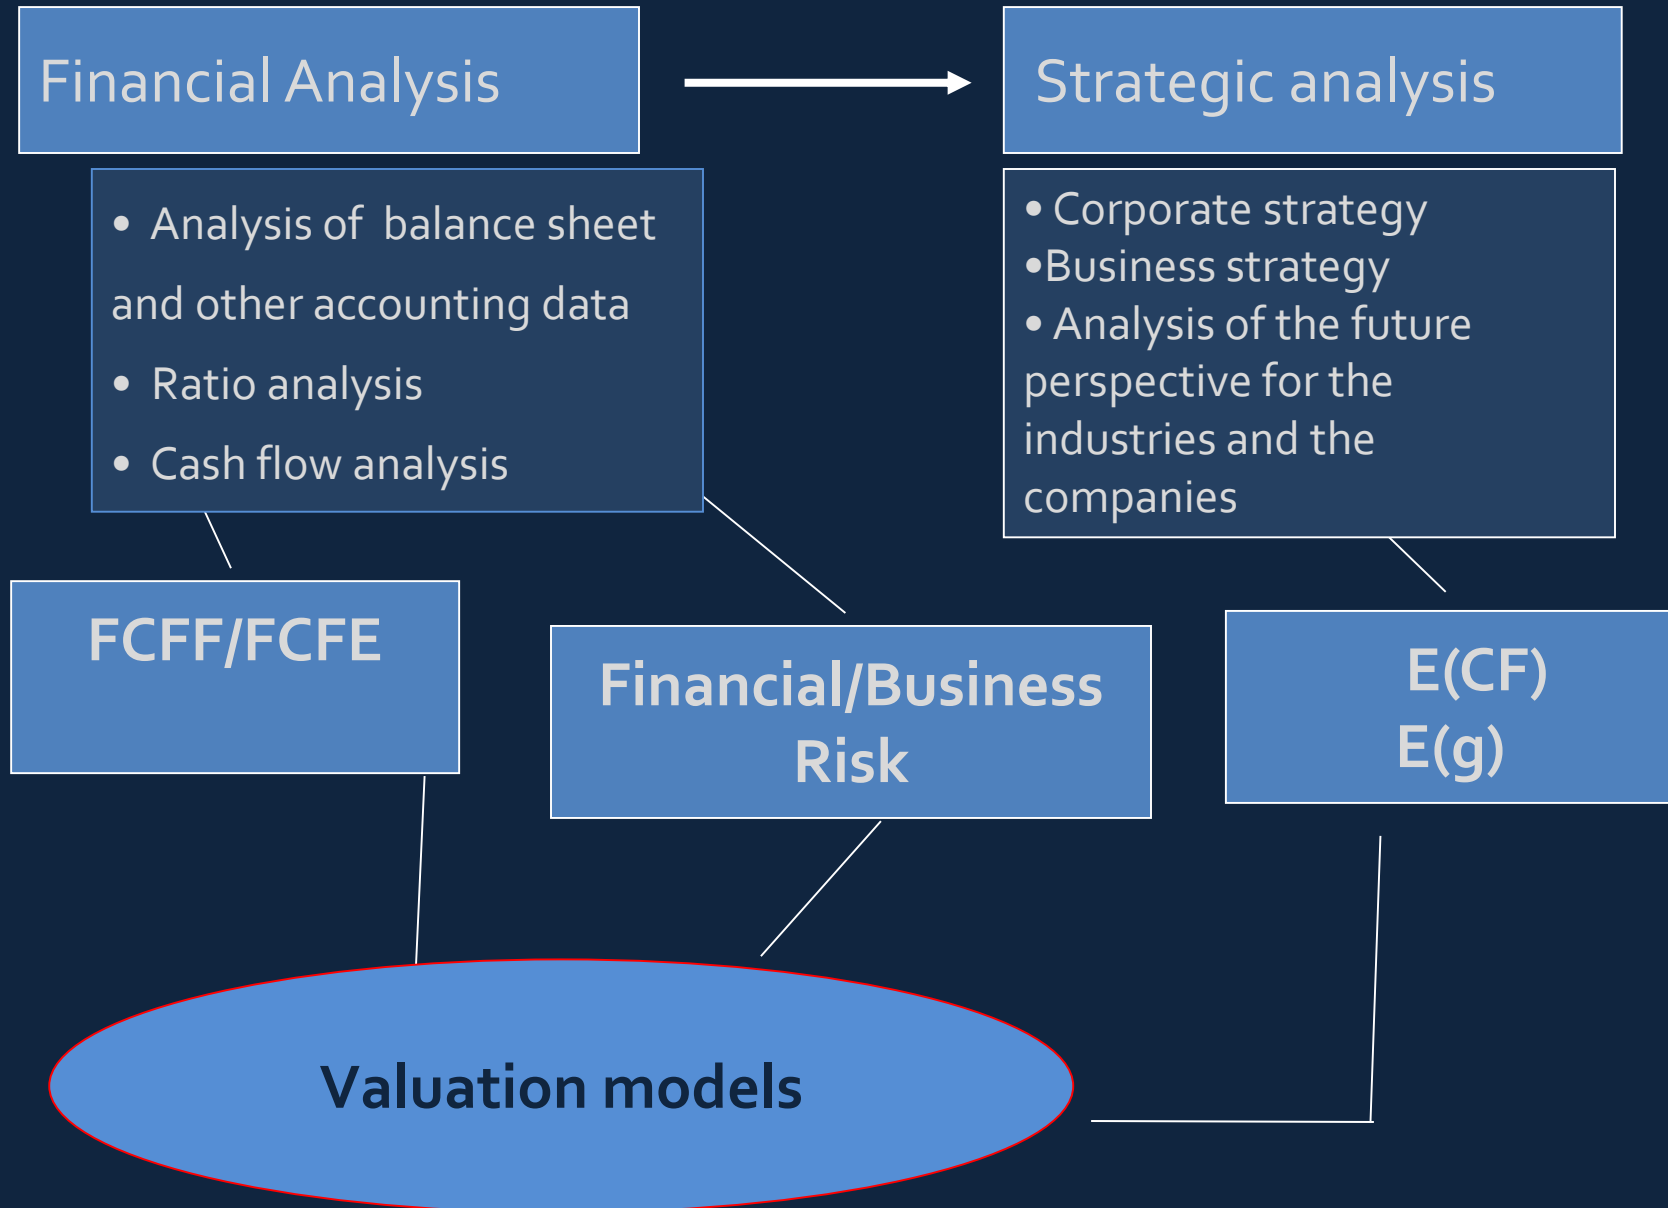 Financial Analysis
Strategic analysis
• Analysis of balance sheet
and other accounting data
• Ratio analysis
• Cash flow analysis
• Corporate strategy
•Business strategy
• Analysis of the future
perspective for the
industries and the
companies
FCFF/FCFE
Financial/Business
Risk
E(CF)
E(g)
Valuation models